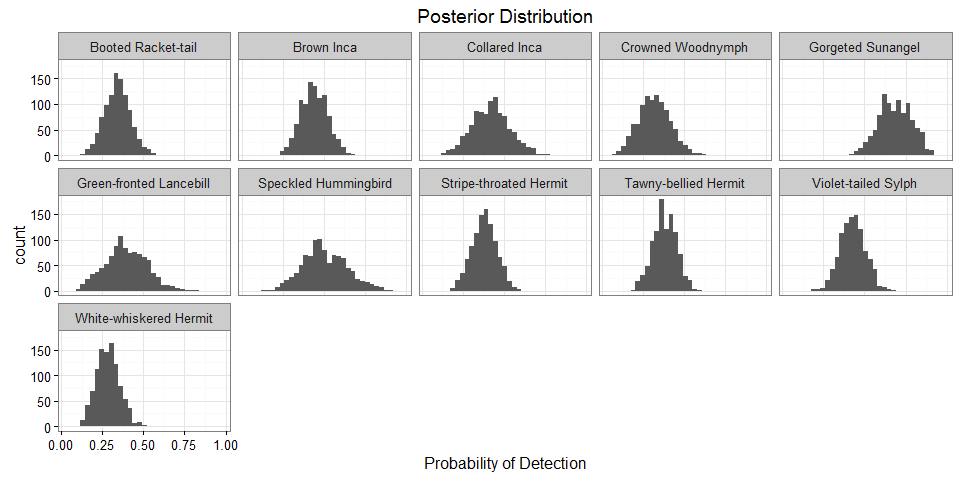 Posterior Distribution
Booted Racket-tail
Brown Inca
Collared Inca
Crowned Woodnymph
Gorgeted Sunangel
150
100
50
0
Green-fronted Lancebill
Speckled Hummingbird
Stripe-throated Hermit
Tawny-bellied Hermit
Violet-tailed Sylph
count
150
100
50
0
White-whiskered Hermit
150
100
50
0
0.00 0.25 0.50 0.75 1.00
Probability of Detection